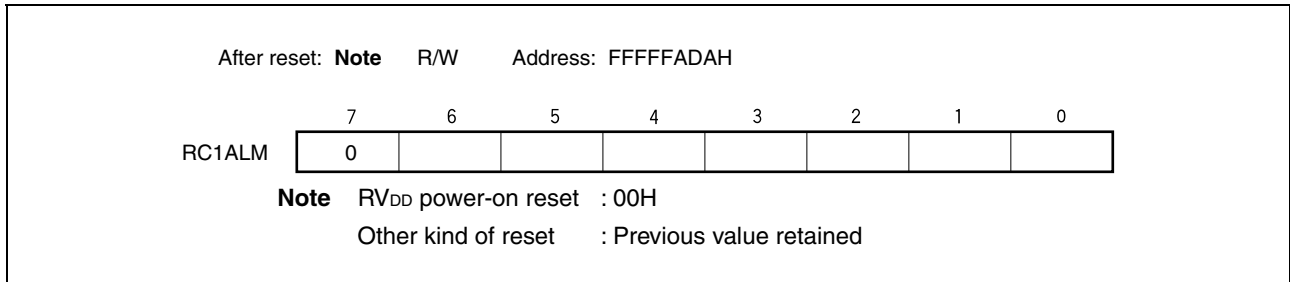 After reset: Note R/W Address: FFFFFADAH
7 6 5 4 3 2 1 0
RC1ALM 0
Note RVDD power-on reset : 00H
Other kind of reset : Previous value retained